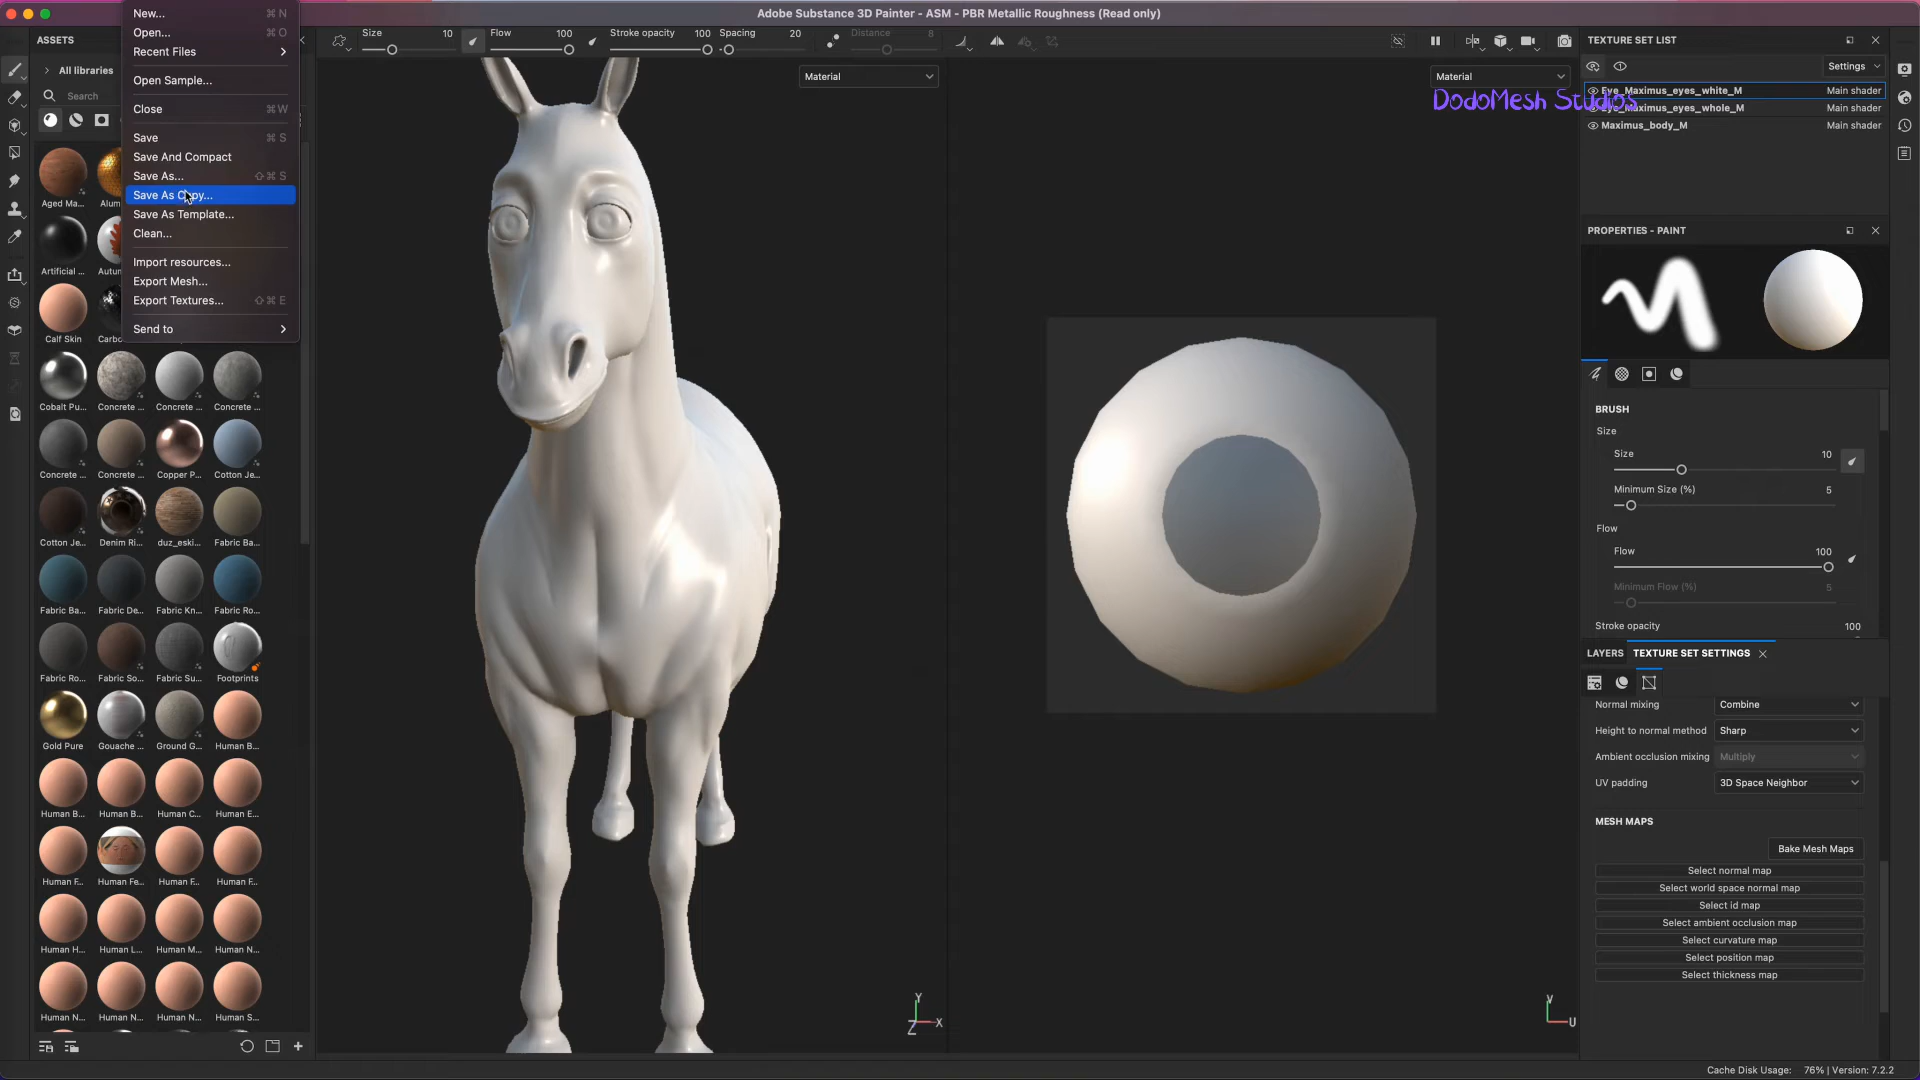 Adobe Substance 3D Painter - ASM - PBR Metallic Roughness (Read only)
New... ⌘ N
Open... ⌘ O
Recent Files
Open Sample...
Close ⌘ W
Save ⌘ S
Save And Compact
Save As... ⇧ ⌘ S
Save As Copy...
Save As Template...
Clean...
Import resources...
Export Mesh...
Export Textures... ⇧ ⌘ E
Send to
ASSETS
All libraries
Search
Aged Ma...
Artificial ...
Calf Skin
Cobalt Pu... Concrete ... Concrete ... Concrete ...
Concrete ... Concrete ... Copper P... Cotton Je...
Cotton Je... Denim Ri... duz_eski... Fabric Ba...
Fabric Ba... Fabric De... Fabric Kn... Fabric Ro...
Fabric Ro... Fabric So... Fabric Su... Footprints
Gold Pure Gouache ... Ground G... Human B...
Human B... Human B... Human C... Human E...
Human F... Human Fe... Human F... Human F...
Human H... Human L... Human M... Human N...
Human N... Human N... Human N... Human S...
Size 10 Flow 100 Stroke opacity 100 Spacing 20 Distance 8
Material
Material
DodoMesh Studios
Y
Z X
V
U
TEXTURE SET LIST
Settings
Eye_Maximus_eyes_white_M Main shader
Eye_Maximus_eyes_whole_M Main shader
Maximus_body_M Main shader
PROPERTIES - PAINT
BRUSH
Size
Size 10
Minimum Size (%) 5
Flow
Flow 100
Minimum Flow (%) 5
Stroke opacity 100
LAYERS TEXTURE SET SETTINGS
Normal mixing Combine
Height to normal method Sharp
Ambient occlusion mixing Multiply
UV padding 3D Space Neighbor
MESH MAPS
Bake Mesh Maps
Select normal map
Select world space normal map
Select id map
Select ambient occlusion map
Select curvature map
Select position map
Select thickness map
Cache Disk Usage: 76% | Version: 7.2.2